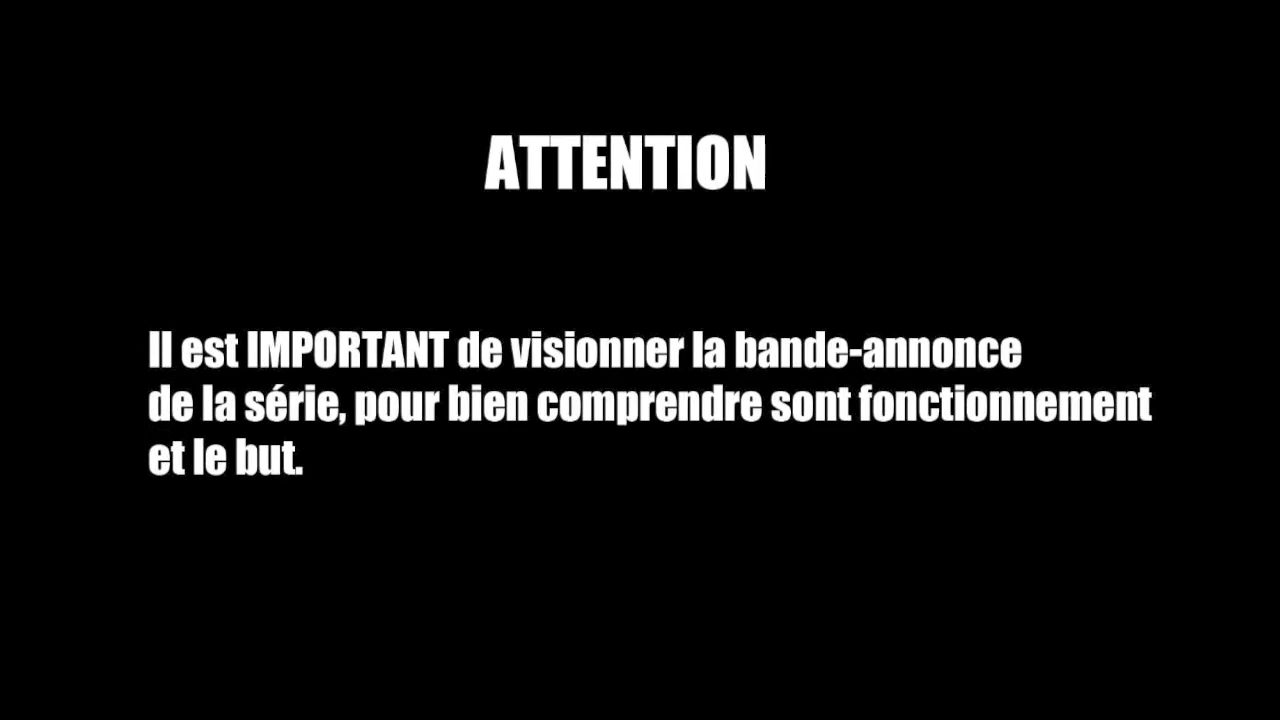 ATTENTION
Il est IMPORTANT de visionner la bande-annonce
de la série, pour bien comprendre sont fonctionnement
et le but.